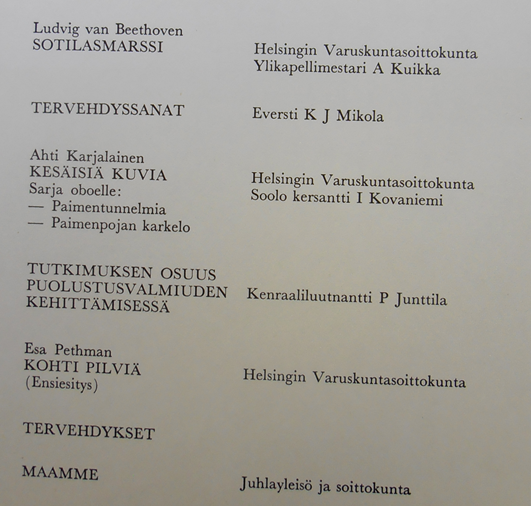 Ludvig van Beethoven
SOTILASMARSSI
Helsingin Varuskuntasoittokunta
Ylikapellimestari A Kuikka
TERVEHDYSSANAT
Eversti K J Mikola
Ahti Karjalainen
KESÄISIÄ KUVIA
Sarja oboelle:
— Paimentunnelmia
— Paimenpojan karkelo
Helsingin Varuskuntasoittokunta
Soolo kersantti I Kovaniemi
TUTKIMUKSEN OSUUS
PUOLUSTUSVALMIUDEN
KEHITTÄMISESSÄ
Kenraaliluutnantti P Junttila
Esa Pethman
KOHTI PILVIÄ
(Ensiesitys)
Helsingin Varuskuntasoittokunta
TERVEHDYKSET
MAAMME
Juhlayleisö ja soittokunta